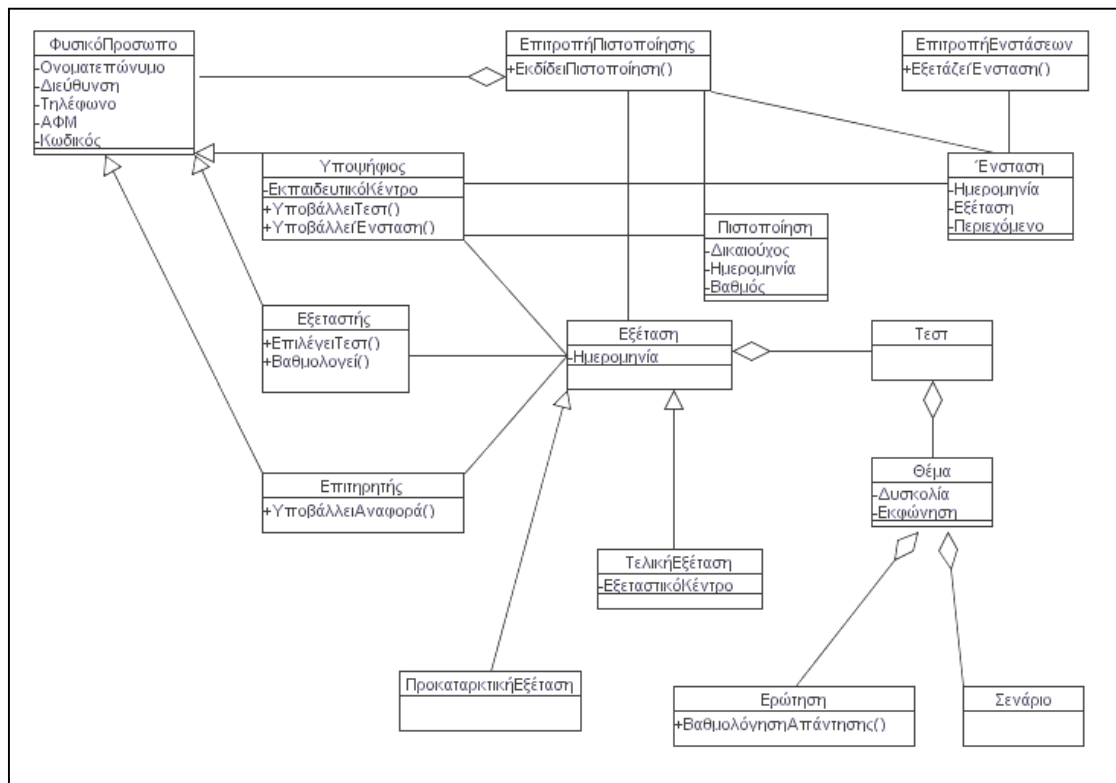 ΦυσικόΠροσωπο
-Ονοματεπώνυμο
-Διεύθυνση
-Τηλέφωνο
-ΑΦΜ
-Κωδικός
ΕπιτροπήΠιστοποίησης
+ΕκδίδειΠιστοποίηση()
ΕπιτροπήΕνστάσεων
+ΕξετάζειΈνσταση()
Υποψήφιος
-ΕκπαιδευτικόΚέντρο
+ΥποβάλλειΤεστ()
+ΥποβάλλειΈνσταση()
Ένσταση
-Ημερομηνία
-Εξέταση
-Περιεχόμενο
Πιστοποίηση
-Δικαιούχος
-Ημερομηνία
-Βαθμός
Εξεταστής
+ΕπιλέγειΤεστ()
+Βαθμολογεί()
Εξέταση
-Ημερομηνία
Τεστ
Επιτηρητής
+ΥποβάλλειΑναφορά()
Θέμα
-Δυσκολία
-Εκφώνηση
ΤελικήΕξέταση
-ΕξεταστικόΚέντρο
ΠροκαταρκτικήΕξέταση
Ερώτηση
+ΒαθμολόγησηΑπάντησης()
Σενάριο